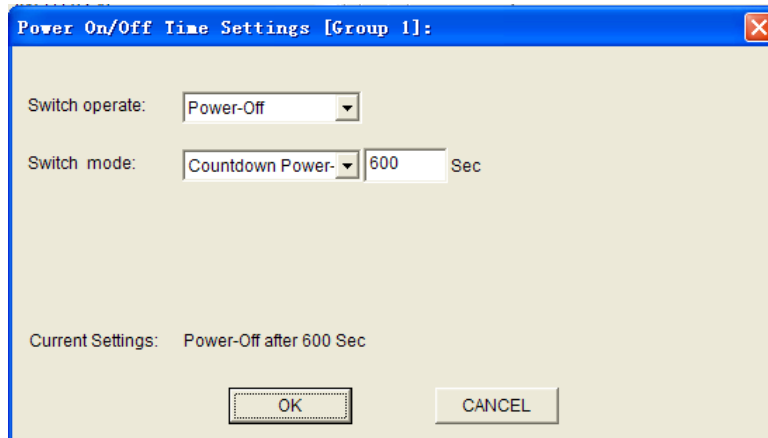 Power On/Off Time Settings [Group 1]:
Switch operate: Power-Off
Switch mode: Countdown Power- 600 Sec
Current Settings: Power-Off after 600 Sec
OK CANCEL